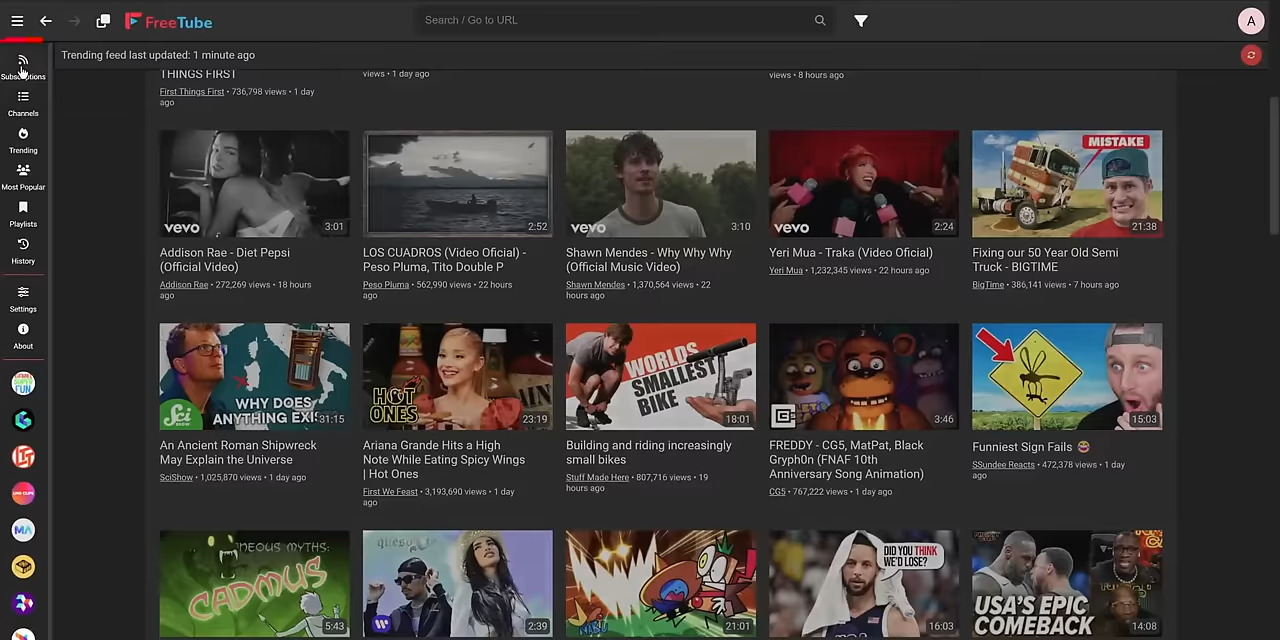 FreeTube
Search / Go to URL
A
Trending feed last updated: 1 minute ago
Subscriptions
Channels
Trending
Most Popular
Playlists
History
Settings
About
THINGS FIRST
First Things First • 736,798 views • 1 day
ago
views • 1 day ago
views • 8 hours ago
vevo
3:01
2:52
vevo
3:10
vevo
2:24
MISTAKE
21:38
Addison Rae - Diet Pepsi
(Official Video)
Addison Rae • 272,269 views • 18 hours
ago
LOS CUADROS (Video Oficial) -
Peso Pluma, Tito Double P
Peso Pluma • 562,990 views • 22 hours
ago
Shawn Mendes - Why Why Why
(Official Music Video)
Shawn Mendes • 1,370,564 views • 22
hours ago
Yeri Mua - Traka (Video Oficial)
Yeri Mua • 1,232,345 views • 22 hours ago
Fixing our 50 Year Old Semi
Truck - BIGTIME
BigTime • 386,141 views • 7 hours ago
Sci
SHOW
WHY DOES
ANYTHING EXI
31:15
HOT
ONES
23:19
WORLDS
SMALLEST
BIKE
18:01
3:46
15:03
An Ancient Roman Shipwreck
May Explain the Universe
SciShow • 1,025,870 views • 1 day ago
Ariana Grande Hits a High
Note While Eating Spicy Wings
| Hot Ones
First We Feast • 3,193,690 views • 1 day
ago
Building and riding increasingly
small bikes
Stuff Made Here • 807,716 views • 19
hours ago
FREDDY - CG5, MatPat, Black
Gryph0n (FNAF 10th
Anniversary Song Animation)
CG5 • 767,222 views • 1 day ago
Funniest Sign Fails 😂
SSundee Reacts • 472,378 views • 1 day
ago
NEOUS MYTHS:
CADMUS
5:43
2:39
21:01
DID YOU THINK
WE'D LOSE?
16:03
USA'S EPIC
COMEBACK
14:08